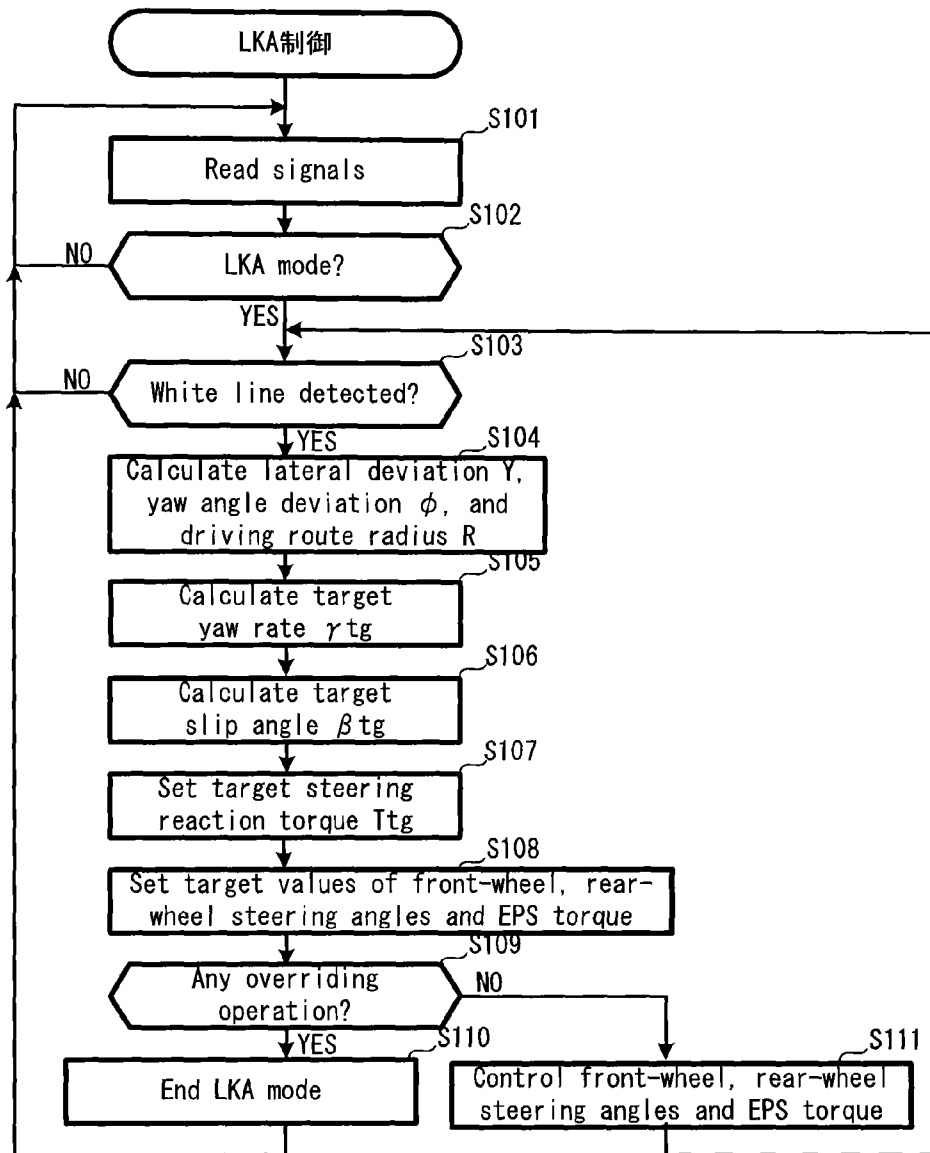 LKA制御
S101
Read signals
S102
LKA mode?
NO
YES
S103
White line detected?
NO
YES
S104
Calculate lateral deviation Y,
yaw angle deviation φ, and
driving route radius R
S105
Calculate target
yaw rate γtg
S106
Calculate target
slip angle βtg
S107
Set target steering
reaction torque Ttg
S108
Set target values of front-wheel, rear-
wheel steering angles and EPS torque
S109
Any overriding
operation?
NO
YES
S110
End LKA mode
S111
Control front-wheel, rear-wheel
steering angles and EPS torque